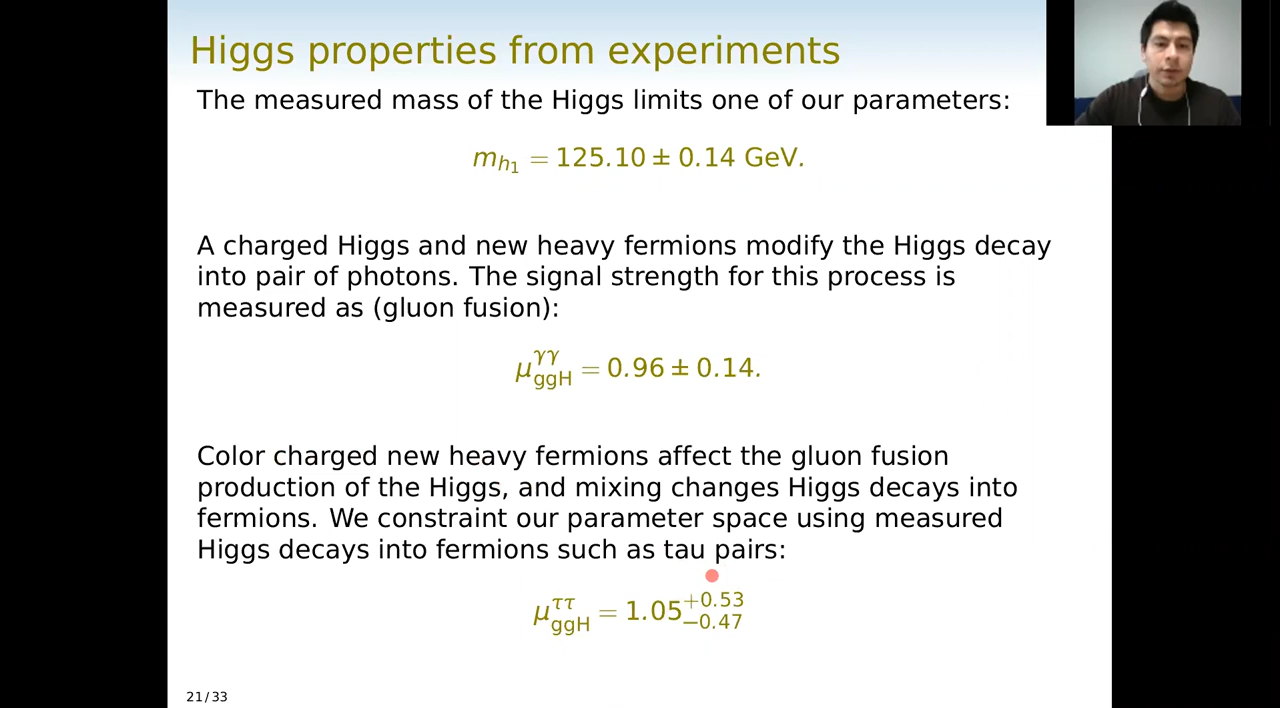 Higgs properties from experiments
The measured mass of the Higgs limits one of our parameters:
m_{h_1} = 125.10 ± 0.14 GeV.
A charged Higgs and new heavy fermions modify the Higgs decay
into pair of photons. The signal strength for this process is
measured as (gluon fusion):
μ_{ggH}^{γγ} = 0.96 ± 0.14.
Color charged new heavy fermions affect the gluon fusion
production of the Higgs, and mixing changes Higgs decays into
fermions. We constraint our parameter space using measured
Higgs decays into fermions such as tau pairs:
μ_{ggH}^{ττ} = 1.05_{−0.47}^{+0.53}
21/33